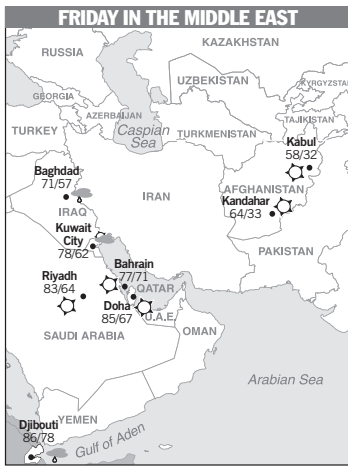 FRIDAY IN THE MIDDLE EAST
KAZAKHSTAN
RUSSIA
UZBEKISTAN
KYRGYZSTAN
GEORGIA
AZERBAIJAN
TAJIKISTAN
TURKEY
Caspian
Sea
TURKMENISTAN
Kabul
58/32
Baghdad
71/57
IRAN
AFGHANISTAN
Kandahar
64/33
IRAQ
Kuwait
City
78/62
PAKISTAN
Bahrain
77/71
Riyadh
83/64
QATAR
Doha
85/67
U.A.E.
OMAN
SAUDI ARABIA
Arabian Sea
Djibouti
86/78
YEMEN
Gulf of Aden